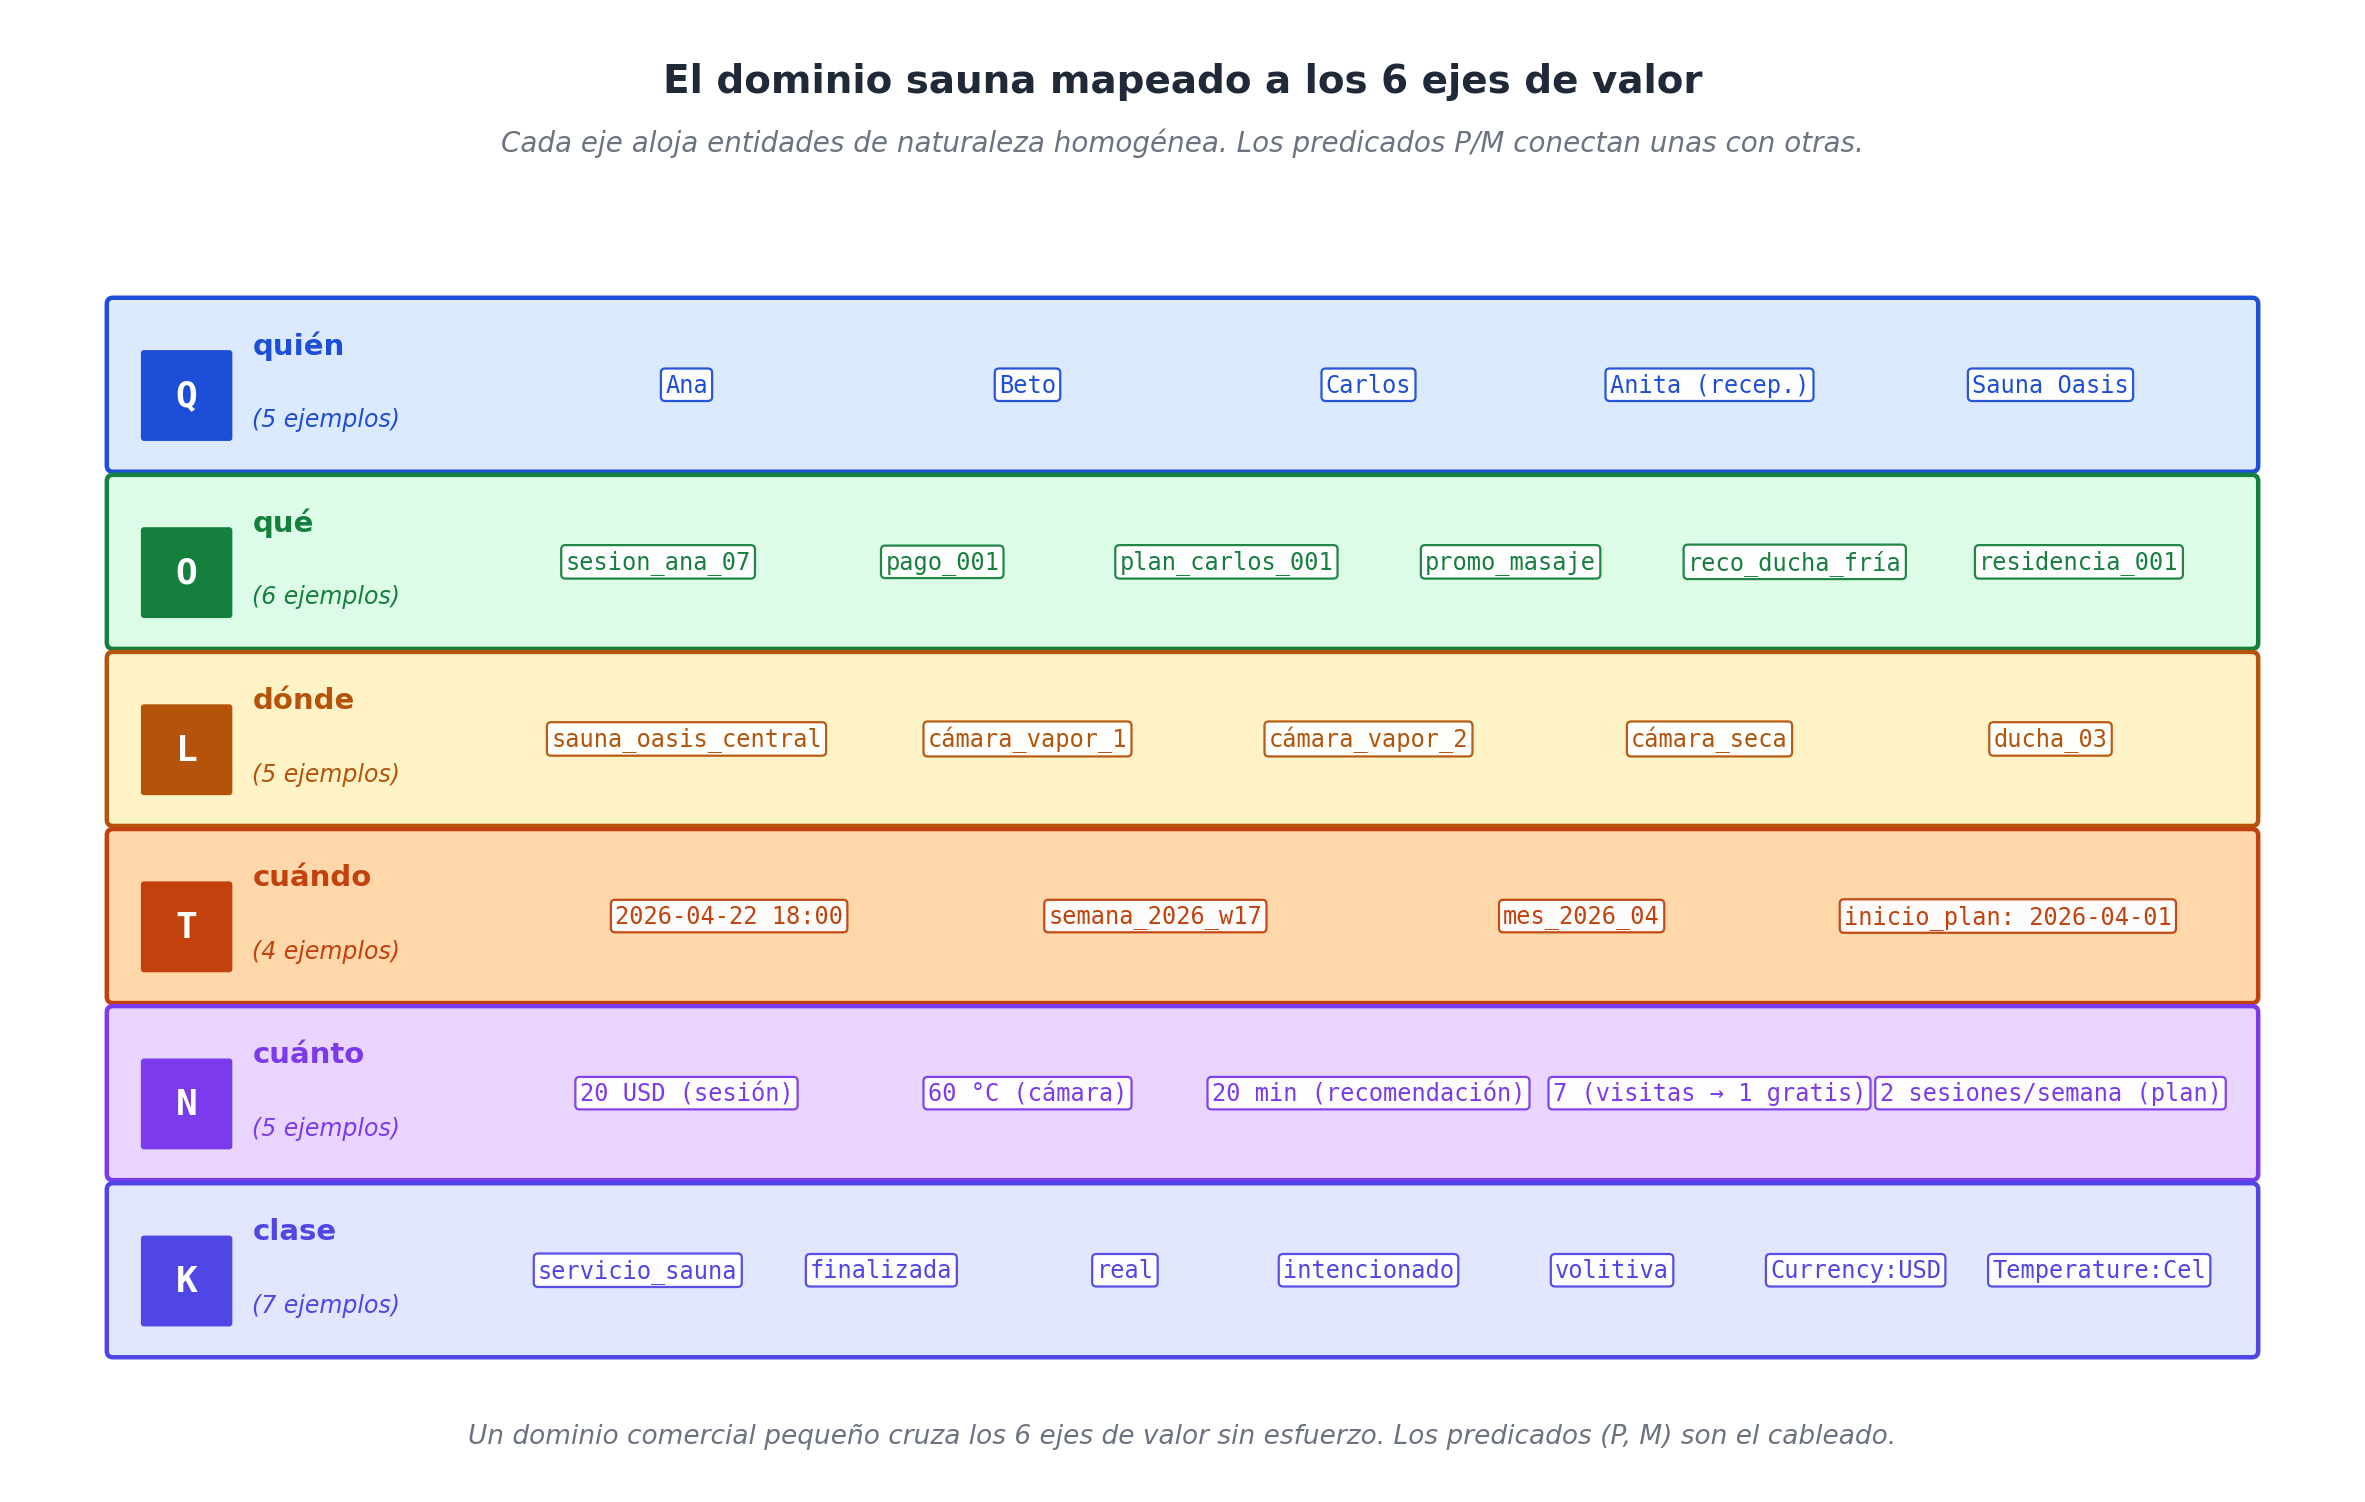 El dominio sauna mapeado a los 6 ejes de valor
Cada eje aloja entidades de naturaleza homogénea. Los predicados P/M conectan unas con otras.
Q
quién
(5 ejemplos)
Ana
Beto
Carlos
Anita (recep.)
Sauna Oasis
O
qué
(6 ejemplos)
sesion_ana_07
pago_001
plan_carlos_001
promo_masaje
reco_ducha_fría
residencia_001
L
dónde
(5 ejemplos)
sauna_oasis_central
cámara_vapor_1
cámara_vapor_2
cámara_seca
ducha_03
T
cuándo
(4 ejemplos)
2026-04-22 18:00
semana_2026_w17
mes_2026_04
inicio_plan: 2026-04-01
N
cuánto
(5 ejemplos)
20 USD (sesión)
60 °C (cámara)
20 min (recomendación)
7 (visitas → 1 gratis)
2 sesiones/semana (plan)
K
clase
(7 ejemplos)
servicio_sauna
finalizada
real
intencionado
volitiva
Currency:USD
Temperature:Cel
Un dominio comercial pequeño cruza los 6 ejes de valor sin esfuerzo. Los predicados (P, M) son el cableado.